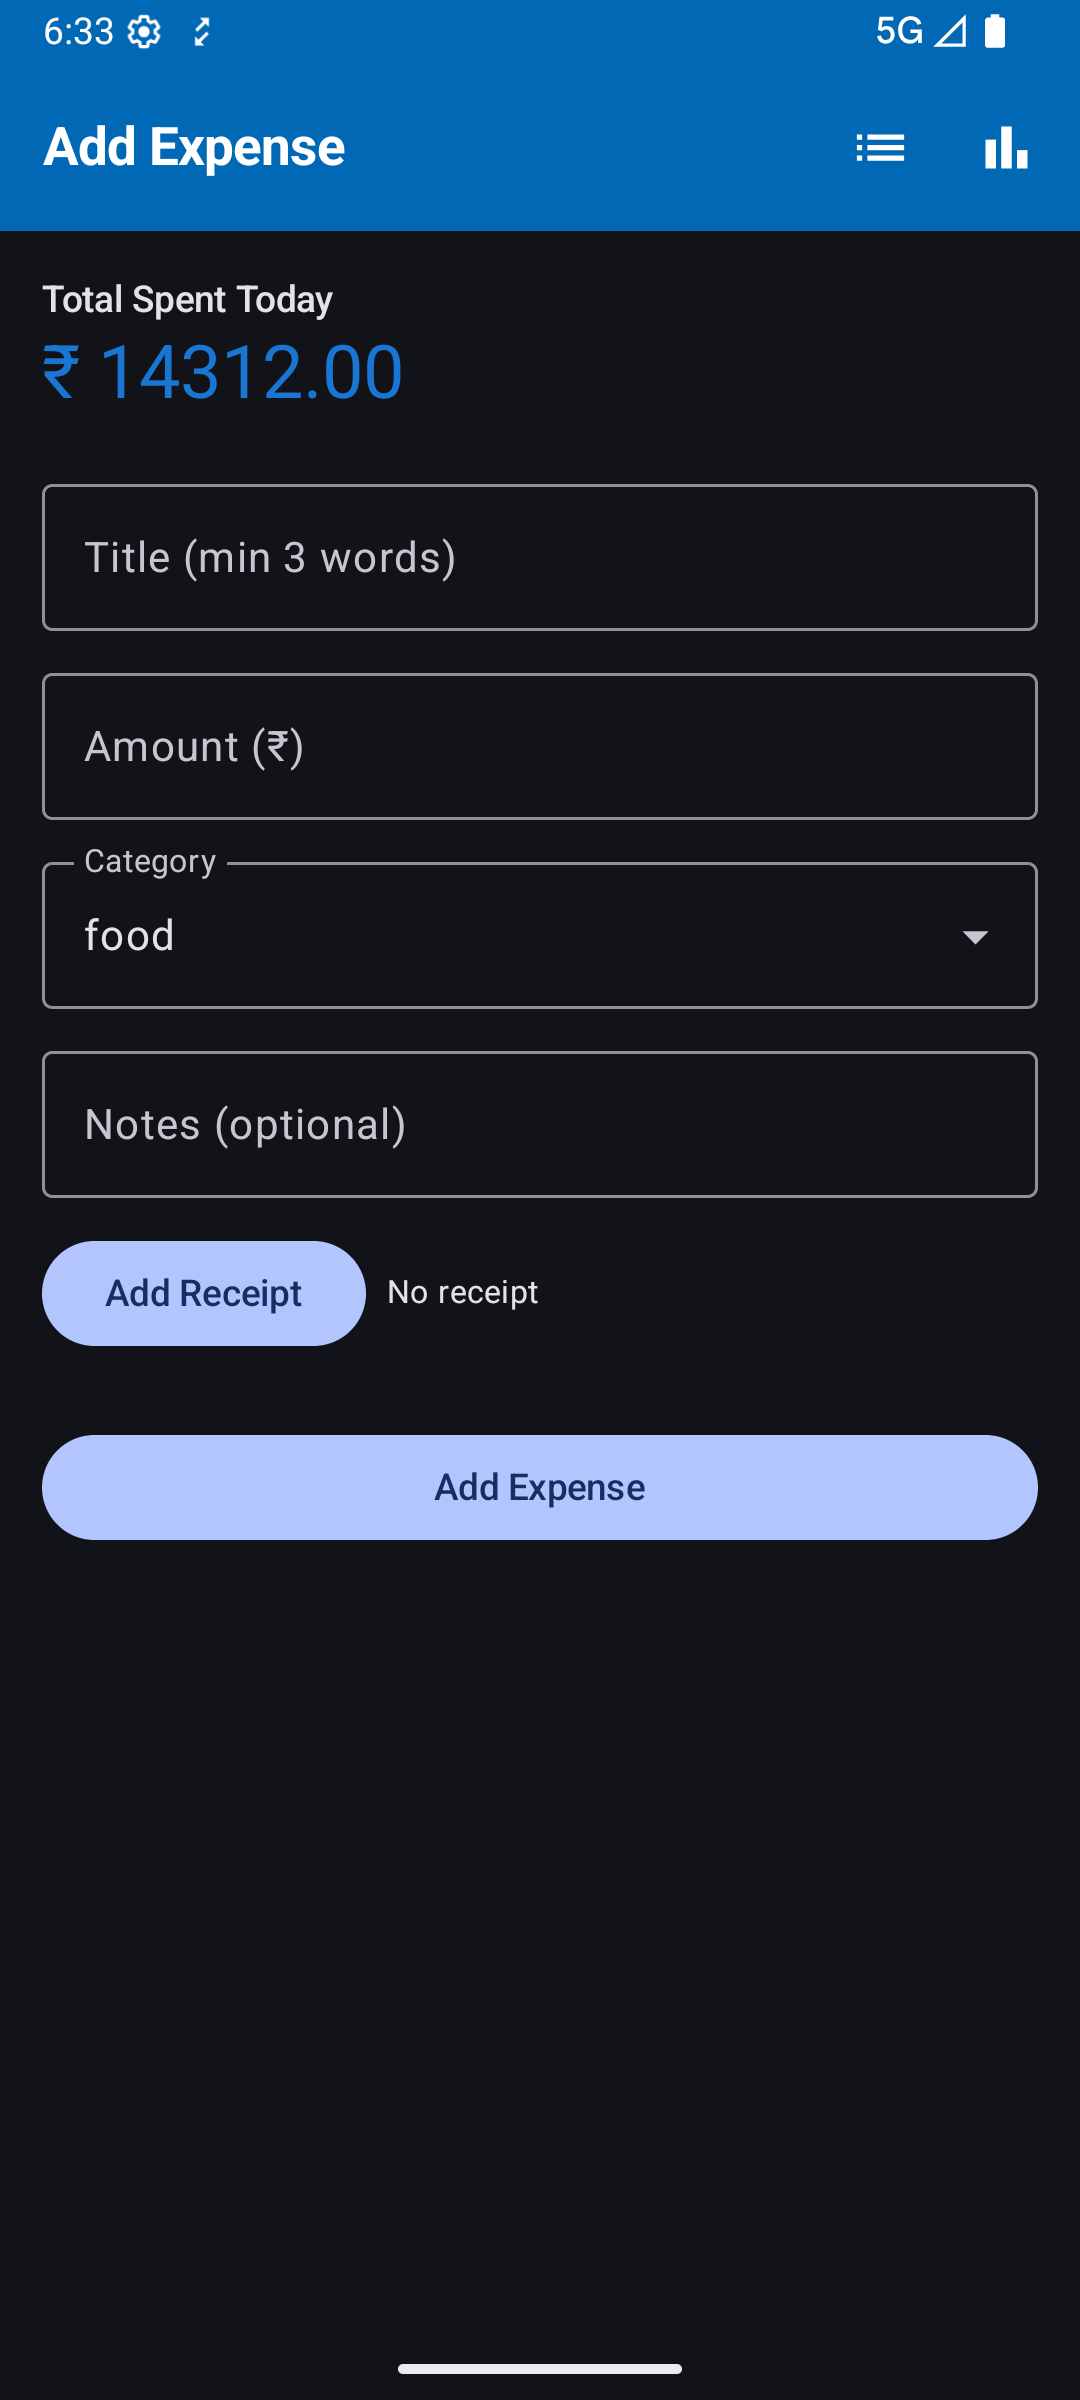 6:33
5G
Add Expense
Total Spent Today
₹ 14312.00
Title (min 3 words)
Amount (₹)
Category
food
Notes (optional)
Add Receipt
No receipt
Add Expense